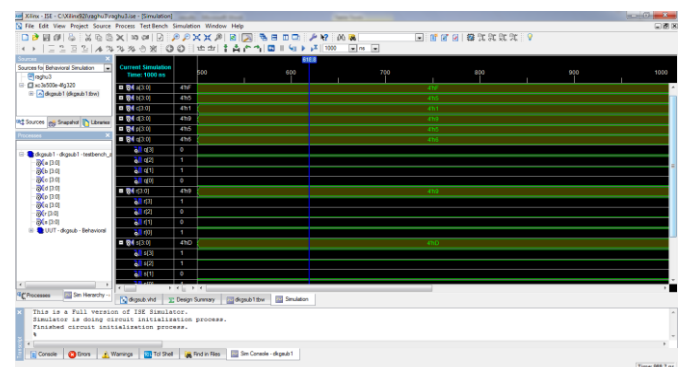 Xilinx - ISE - C:\Xilinx92i\raghu3\raghu3.ise - [Simulation]
File Edit View Project Source Process Test Bench Simulation Window Help
1000 ns
Sources
Sources for: Behavioral Simulation
raghu3
xc3s500e-4fg320
dkgsub1 (dkgsub1.tbw)
Sources Snapshot Libraries
Processes
dkgsub1 - dkgsub1 - testbench_
a [3:0]
b [3:0]
c [3:0]
d [3:0]
p [3:0]
q [3:0]
r [3:0]
s [3:0]
UUT - dkgsub - Behavioral
Processes Sim Hierarchy -
Current Simulation
Time: 1000 ns
500 600 700 800 900 1000
a[3:0] 4'hF 4'hF
b[3:0] 4'h5 4'h5
c[3:0] 4'h1 4'h1
d[3:0] 4'h9
p[3:0] 4'h5
q[3:0] 4'h6 4'h6
q[3] 0
q[2] 1
q[1] 1
q[0] 0
r[3:0] 4'h9 4'h9
r[3] 1
r[2] 0
r[1] 0
r[0] 1
s[3:0] 4'hD 4'hD
s[3] 1
s[2] 1
s[1] 0
dkgsub.vhd Design Summary dkgsub1.tbw Simulation
This is a Full version of ISE Simulator.
Simulator is doing circuit initialization process.
Finished circuit initialization process.
%
Transcript
Console Errors Warnings Tcl Shell Find in Files Sim Console - dkgsub1